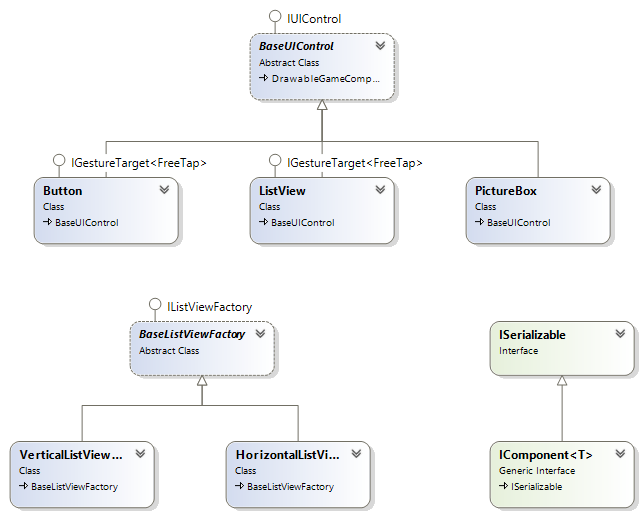 IUIControl
BaseUIControl
Abstract Class
DrawableGameComp...
IGestureTarget<FreeTap>
IGestureTarget<FreeTap>
Button
Class
BaseUIControl
ListView
Class
BaseUIControl
PictureBox
Class
BaseUIControl
IListViewFactory
BaseListViewFactory
Abstract Class
ISerializable
Interface
VerticalListView...
Class
BaseListViewFactory
HorizontalListVi...
Class
BaseListViewFactory
IComponent<T>
Generic Interface
ISerializable